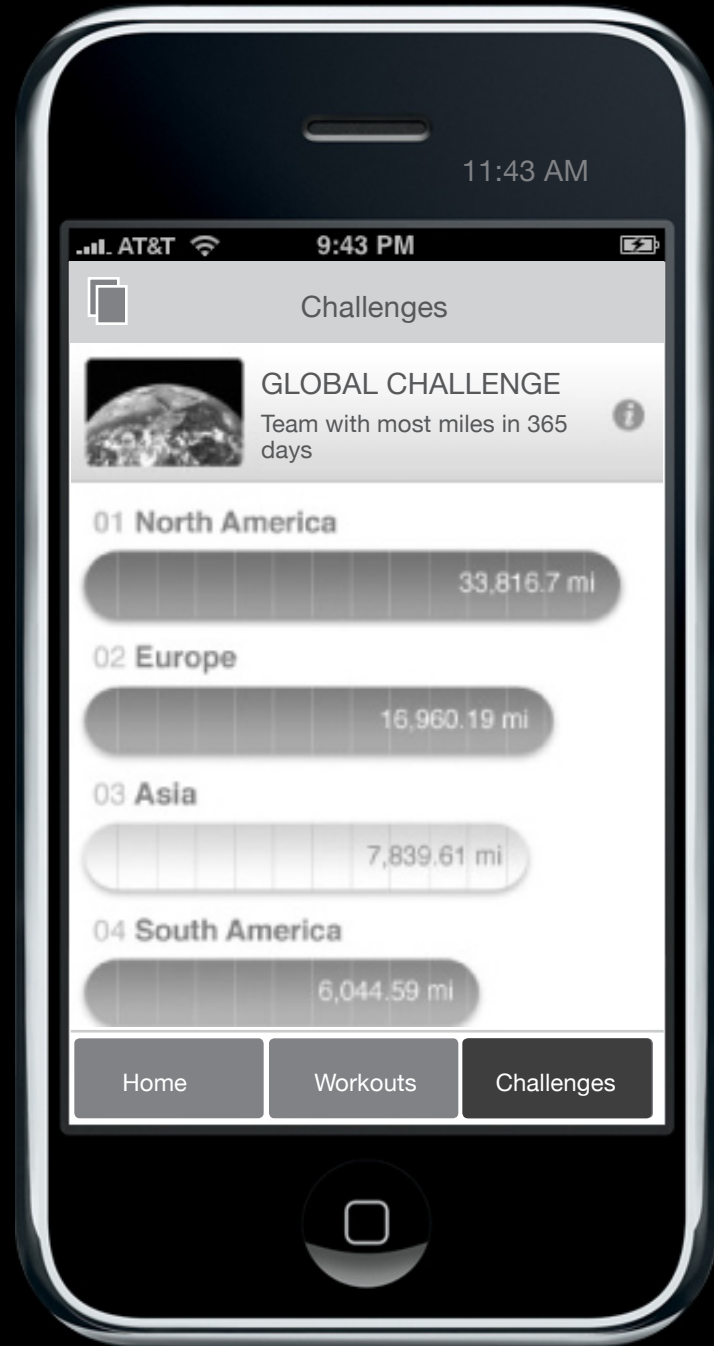 11:43 AM
AT&T 9:43 PM
Challenges
GLOBAL CHALLENGE
Team with most miles in 365
days
01 North America
33,816.7 mi
02 Europe
16,960.19 mi
03 Asia
7,839.61 mi
04 South America
6,044.59 mi
Home Workouts Challenges